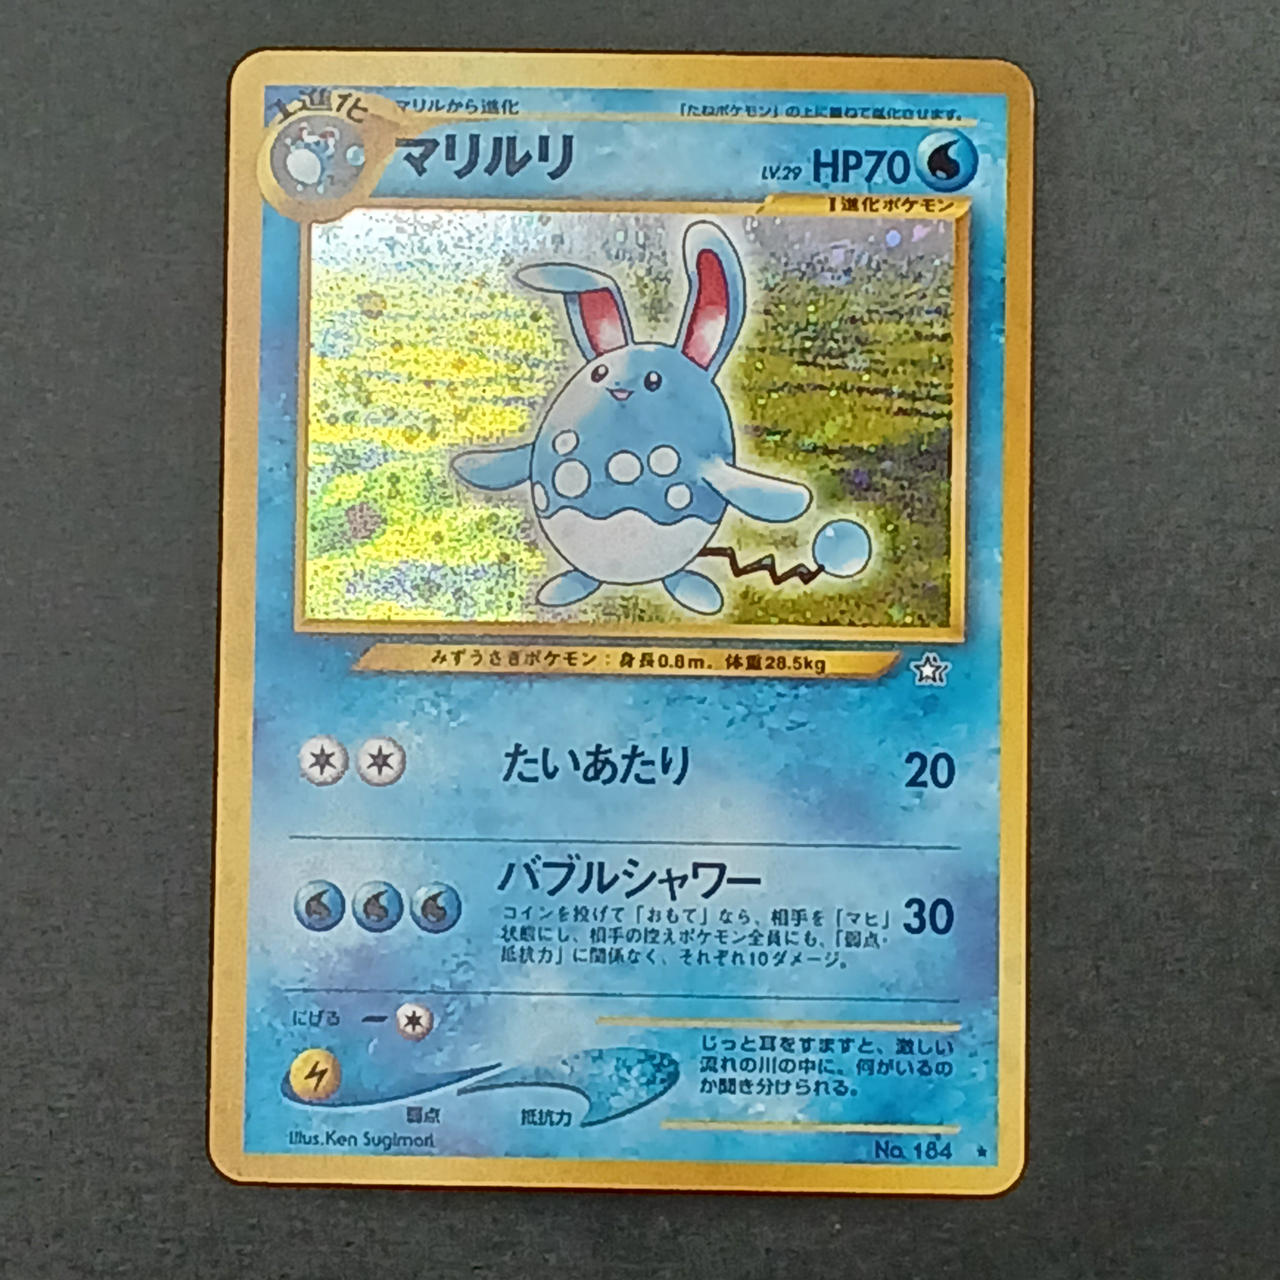 1進化
マリルから進化
「たねポケモン」の上に重ねて進化させます。
マリルリ
LV.29 HP70
1進化ポケモン
みずうさぎポケモン：身長0.8m. 体重28.5kg
たいあたり 20
バブルシャワー
コインを投げて「おもて」なら、相手を「マヒ」
状態にし、相手の控えポケモン全員にも、「弱点・
抵抗力」に関係なく、それぞれ10ダメージ。
30
にげる
弱点
抵抗力
じっと耳をすますと、激しい
流れの川の中に、何がいるの
か聞き分けられる。
Illus.Ken Sugimori
No. 184 ★